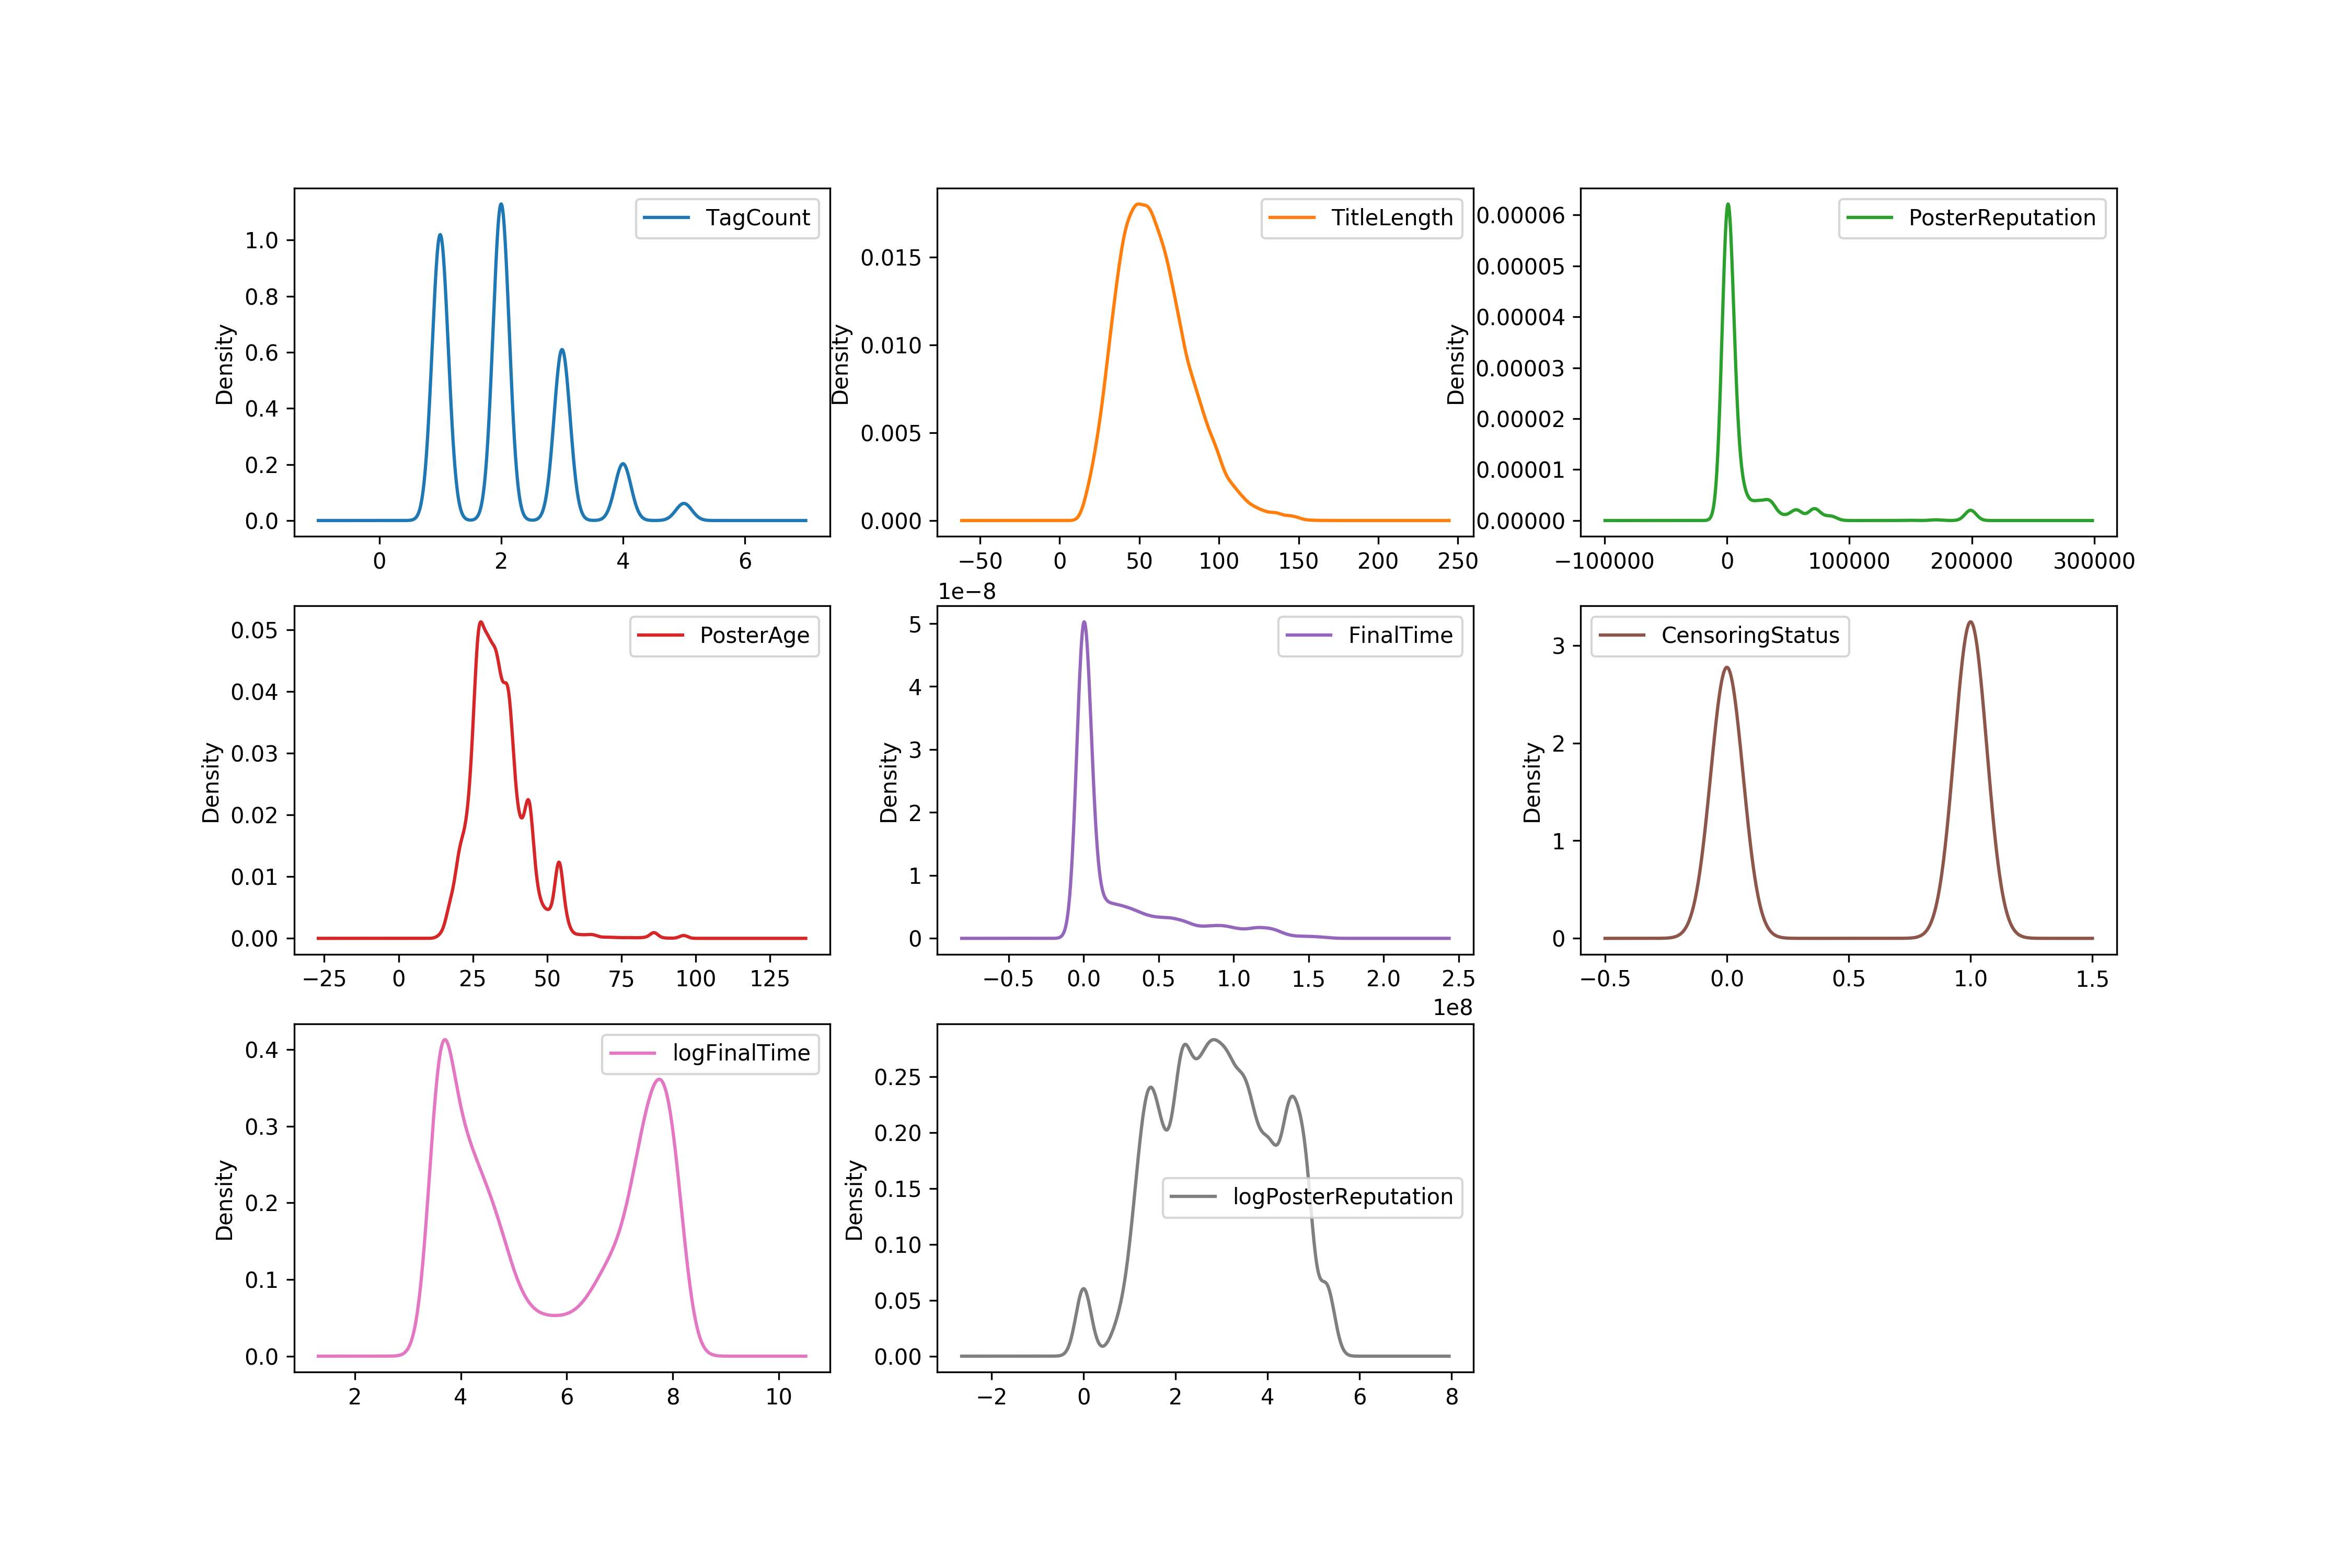 TagCount
Density
1.0
0.8
0.6
0.4
0.2
0.0
0 2 4 6
TitleLength
Density
0.015
0.010
0.005
0.000
−50 0 50 100 150 200 250
PosterReputation
Density
0.00006
0.00005
0.00004
0.00003
0.00002
0.00001
0.00000
−100000 0 100000 200000 300000
PosterAge
Density
0.05
0.04
0.03
0.02
0.01
0.00
−25 0 25 50 75 100 125
1e−8
FinalTime
Density
5
4
3
2
1
0
−0.5 0.0 0.5 1.0 1.5 2.0 2.5
1e8
CensoringStatus
Density
3
2
1
0
−0.5 0.0 0.5 1.0 1.5
logFinalTime
Density
0.4
0.3
0.2
0.1
0.0
2 4 6 8 10
logPosterReputation
Density
0.25
0.20
0.15
0.10
0.05
0.00
−2 0 2 4 6 8